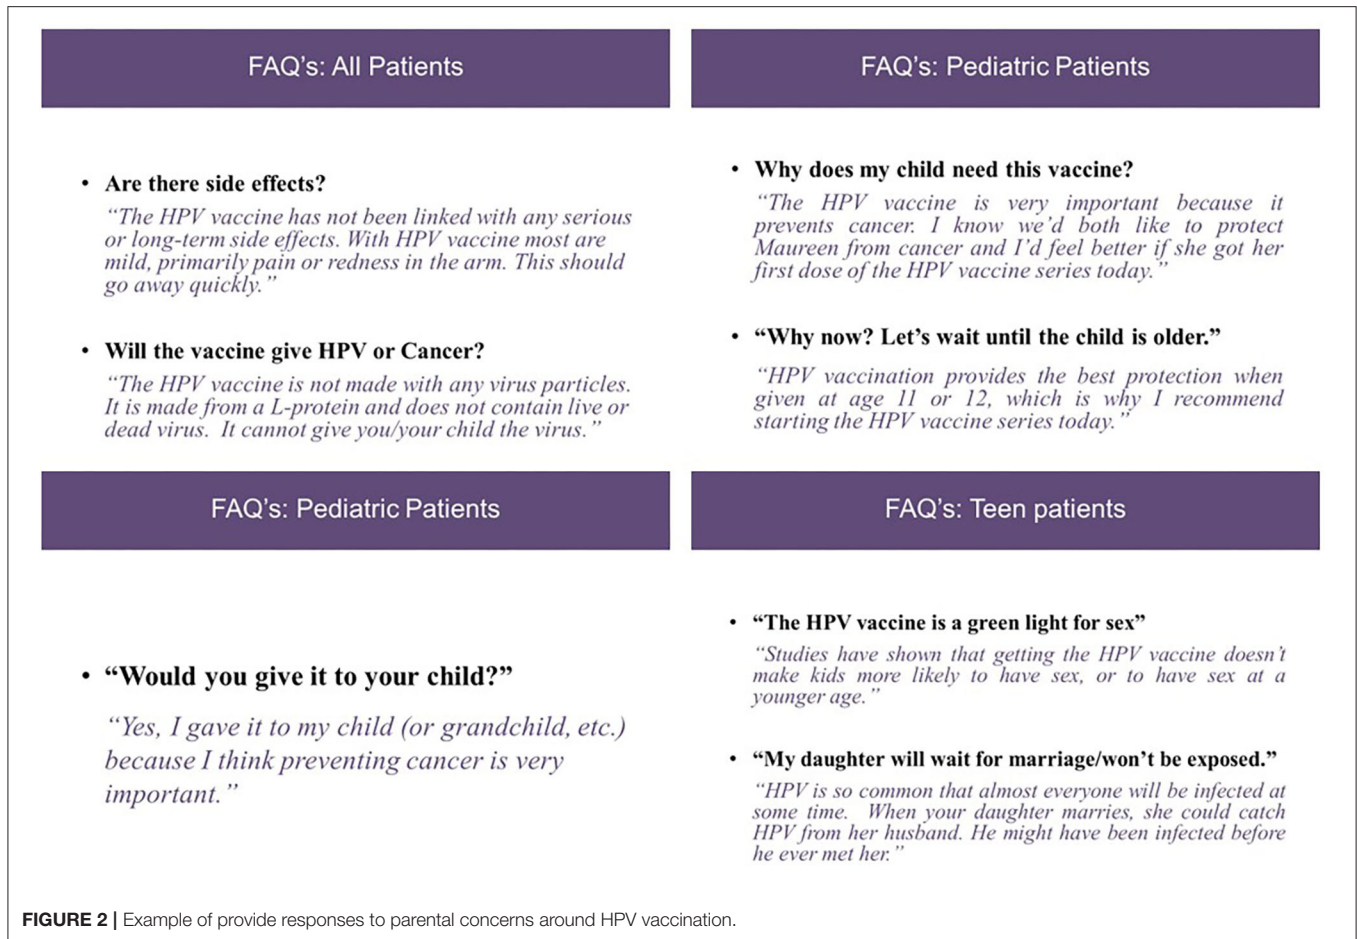 FAQ’s: All Patients
• Are there side effects?
“The HPV vaccine has not been linked with any serious
or long-term side effects. With HPV vaccine most are
mild, primarily pain or redness in the arm. This should
go away quickly.”
• Will the vaccine give HPV or Cancer?
“The HPV vaccine is not made with any virus particles.
It is made from a L-protein and does not contain live or
dead virus. It cannot give you/your child the virus.”
FAQ’s: Pediatric Patients
• Why does my child need this vaccine?
“The HPV vaccine is very important because it
prevents cancer. I know we’d both like to protect
Maureen from cancer and I’d feel better if she got her
first dose of the HPV vaccine series today.”
• “Why now? Let’s wait until the child is older.”
“HPV vaccination provides the best protection when
given at age 11 or 12, which is why I recommend
starting the HPV vaccine series today.”
FAQ’s: Pediatric Patients
• “Would you give it to your child?”
“Yes, I gave it to my child (or grandchild, etc.)
because I think preventing cancer is very
important.”
FAQ’s: Teen patients
• “The HPV vaccine is a green light for sex”
“Studies have shown that getting the HPV vaccine doesn’t
make kids more likely to have sex, or to have sex at a
younger age.”
• “My daughter will wait for marriage/won’t be exposed.”
“HPV is so common that almost everyone will be infected at
some time. When your daughter marries, she could catch
HPV from her husband. He might have been infected before
he ever met her.”
FIGURE 2 | Example of provide responses to parental concerns around HPV vaccination.